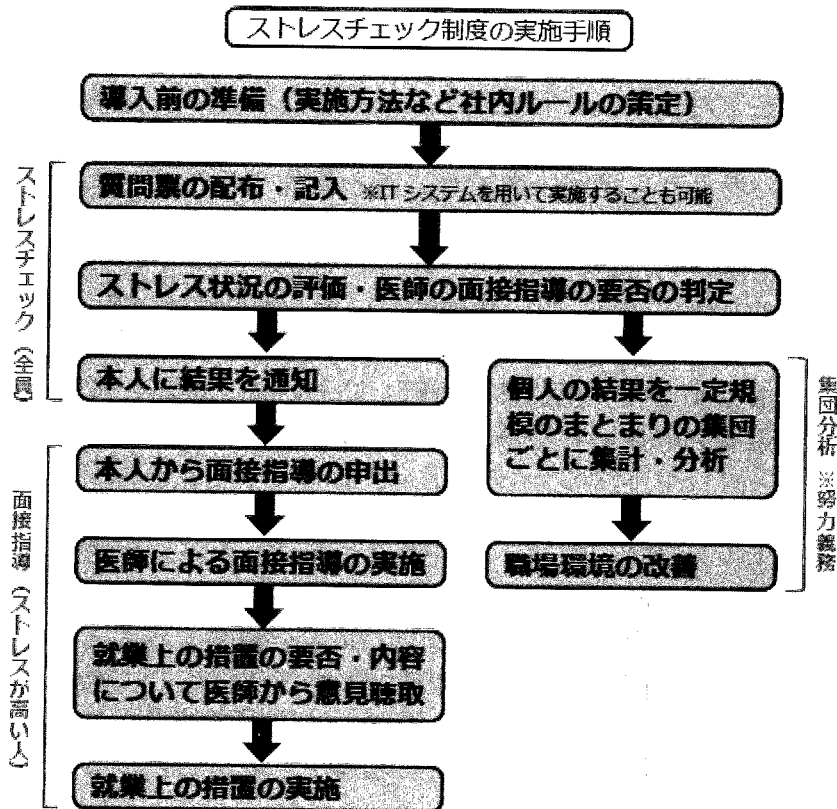 ストレスチェック制度の実施手順
導入前の準備（実施方法など社内ルールの策定）
ストレスチェック（全員）
質問票の配布・記入 ※ITシステムを用いて実施することも可能
ストレス状況の評価・医師の面接指導の要否の判定
本人に結果を通知
面接指導（ストレスが高い人）
本人から面接指導の申出
医師による面接指導の実施
就業上の措置の要否・内容
について医師から意見聴取
就業上の措置の実施
個人の結果を一定規
模のまとまりの集団
ごとに集計・分析
職場環境の改善
集団分析 ※努力義務